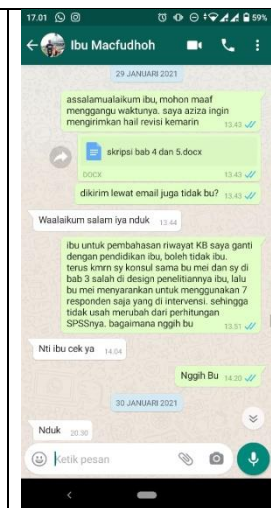 17.01 59%
Ibu Macfudhoh
29 JANUARI 2021
assalamualaikum ibu, mohon maaf
menggangu waktunya. saya aziza ingin
mengirimkan hail revisi kemarin
13.43
skripsi bab 4 dan 5.docx
DOCX 13.43
dikirim lewat email juga tidak bu? 13.43
Waalaikum salam iya nduk 13.44
ibu untuk pembahasan riwayat KB saya ganti
dengan pendidikan ibu, boleh tidak ibu.
terus kmrn sy konsul sama bu mei dan sy di
bab 3 salah di design penelitiannya ibu, lalu
bu mei menyarankan untuk menggunakan 7
responden saja yang di intervensi. sehingga
tidak usah merubah dari perhitungan
SPSSnya. bagaimana nggih bu 13.51
Nti ibu cek ya 14.04
Nggih Bu 14.20
30 JANUARI 2021
Nduk 20.30
Ketik pesan